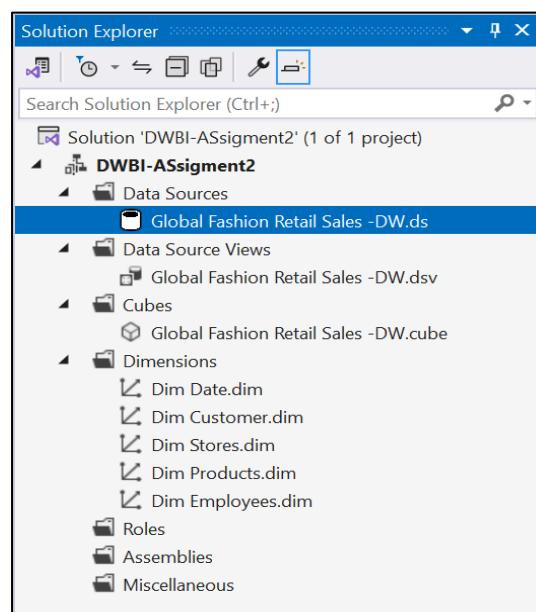 Solution Explorer
Search Solution Explorer (Ctrl+;)
Solution 'DWBI-ASsigment2' (1 of 1 project)
DWBI-ASsigment2
Data Sources
Global Fashion Retail Sales -DW.ds
Data Source Views
Global Fashion Retail Sales -DW.dsv
Cubes
Global Fashion Retail Sales -DW.cube
Dimensions
Dim Date.dim
Dim Customer.dim
Dim Stores.dim
Dim Products.dim
Dim Employees.dim
Roles
Assemblies
Miscellaneous